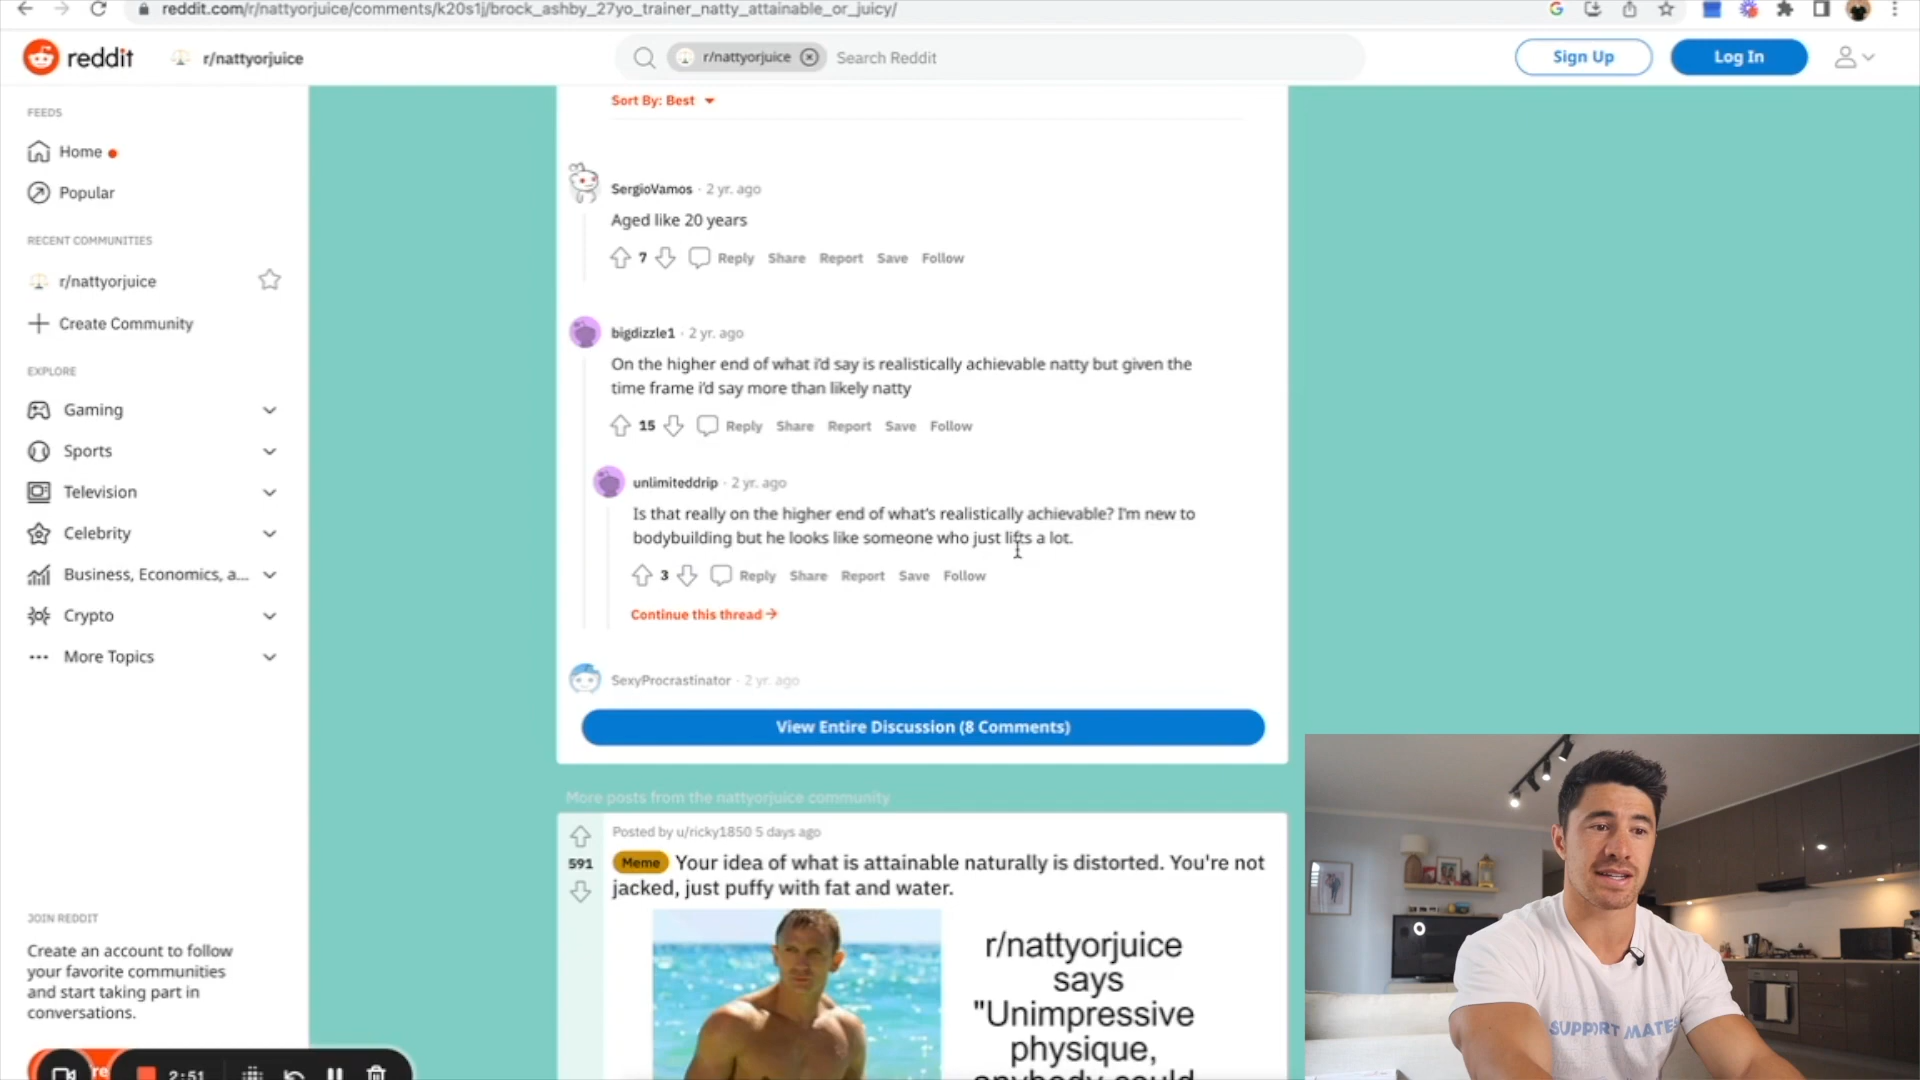 reddit.com/r/nattyorjuice/comments/k20s1j/brock_ashby_27yo_trainer_natty_attainable_or_juicy/
reddit
r/nattyorjuice
r/nattyorjuice
Search Reddit
Sign Up
Log In
FEEDS
Home
Popular
RECENT COMMUNITIES
r/nattyorjuice
Create Community
EXPLORE
Gaming
Sports
Television
Celebrity
Business, Economics, a...
Crypto
More Topics
JOIN REDDIT
Create an account to follow
your favorite communities
and start taking part in
conversations.
2:51
Sort By: Best
SergioVamos · 2 yr. ago
Aged like 20 years
7 Reply Share Report Save Follow
bigdizzle1 · 2 yr. ago
On the higher end of what i'd say is realistically achievable natty but given the
time frame i'd say more than likely natty
15 Reply Share Report Save Follow
unlimiteddrip · 2 yr. ago
Is that really on the higher end of what's realistically achievable? I'm new to
bodybuilding but he looks like someone who just lifts a lot.
3 Reply Share Report Save Follow
Continue this thread
SexyProcrastinator · 2 yr. ago
View Entire Discussion (8 Comments)
More posts from the nattyorjuice community
Posted by u/ricky1850 5 days ago
591
Meme Your idea of what is attainable naturally is distorted. You're not
jacked, just puffy with fat and water.
r/nattyorjuice
says
"Unimpressive
physique,
anybody could
SUPPORT MATE